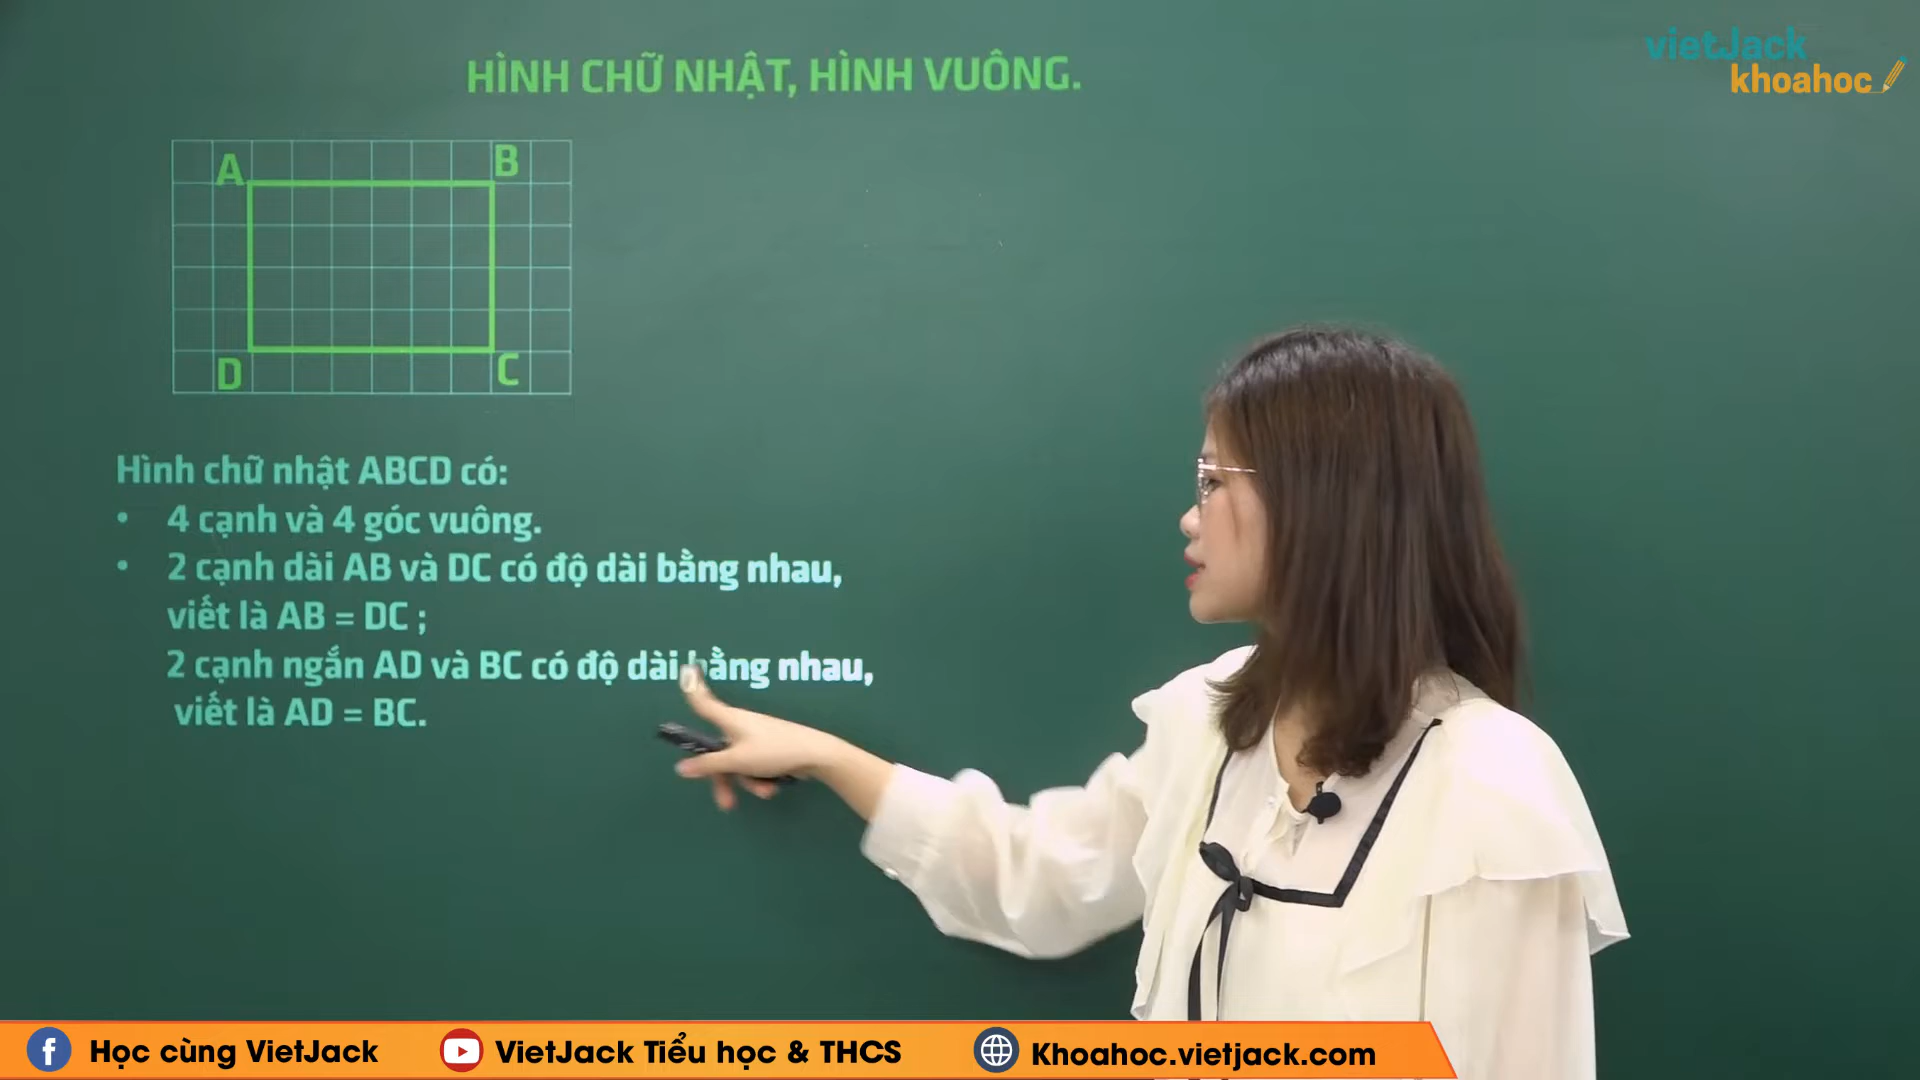 vietJack
khoahoc
HÌNH CHỮ NHẬT, HÌNH VUÔNG.
A
B
D
C
Hình chữ nhật ABCD có:
• 4 cạnh và 4 góc vuông.
• 2 cạnh dài AB và DC có độ dài bằng nhau,
viết là AB = DC ;
2 cạnh ngắn AD và BC có độ dài bằng nhau,
viết là AD = BC.
Học cùng VietJack
VietJack Tiểu học & THCS
Khoahoc.vietjack.com